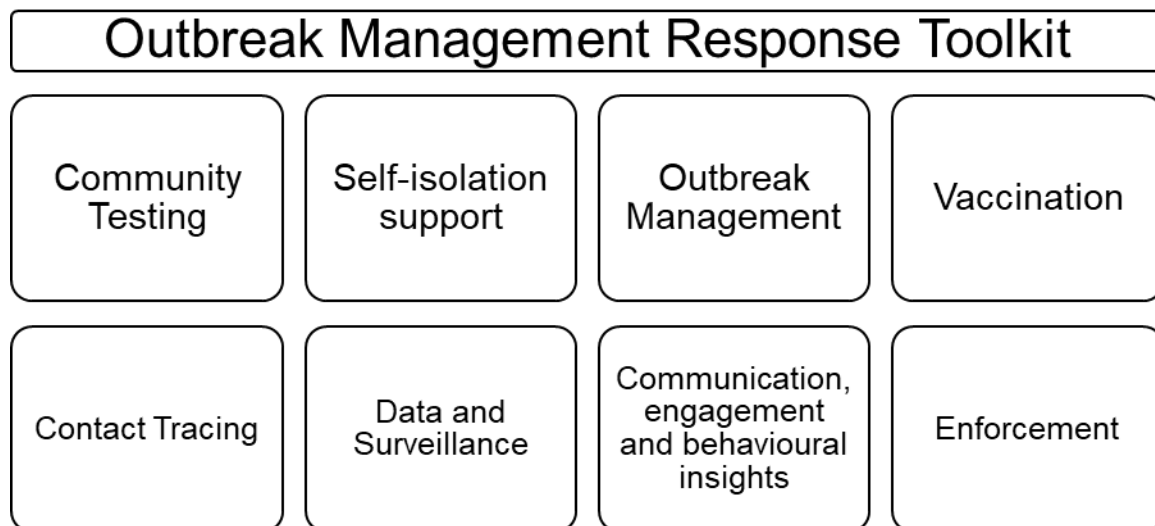 Outbreak Management Response Toolkit
Community
Testing
Self-isolation
support
Outbreak
Management
Vaccination
Contact Tracing
Data and
Surveillance
Communication,
engagement
and behavioural
insights
Enforcement